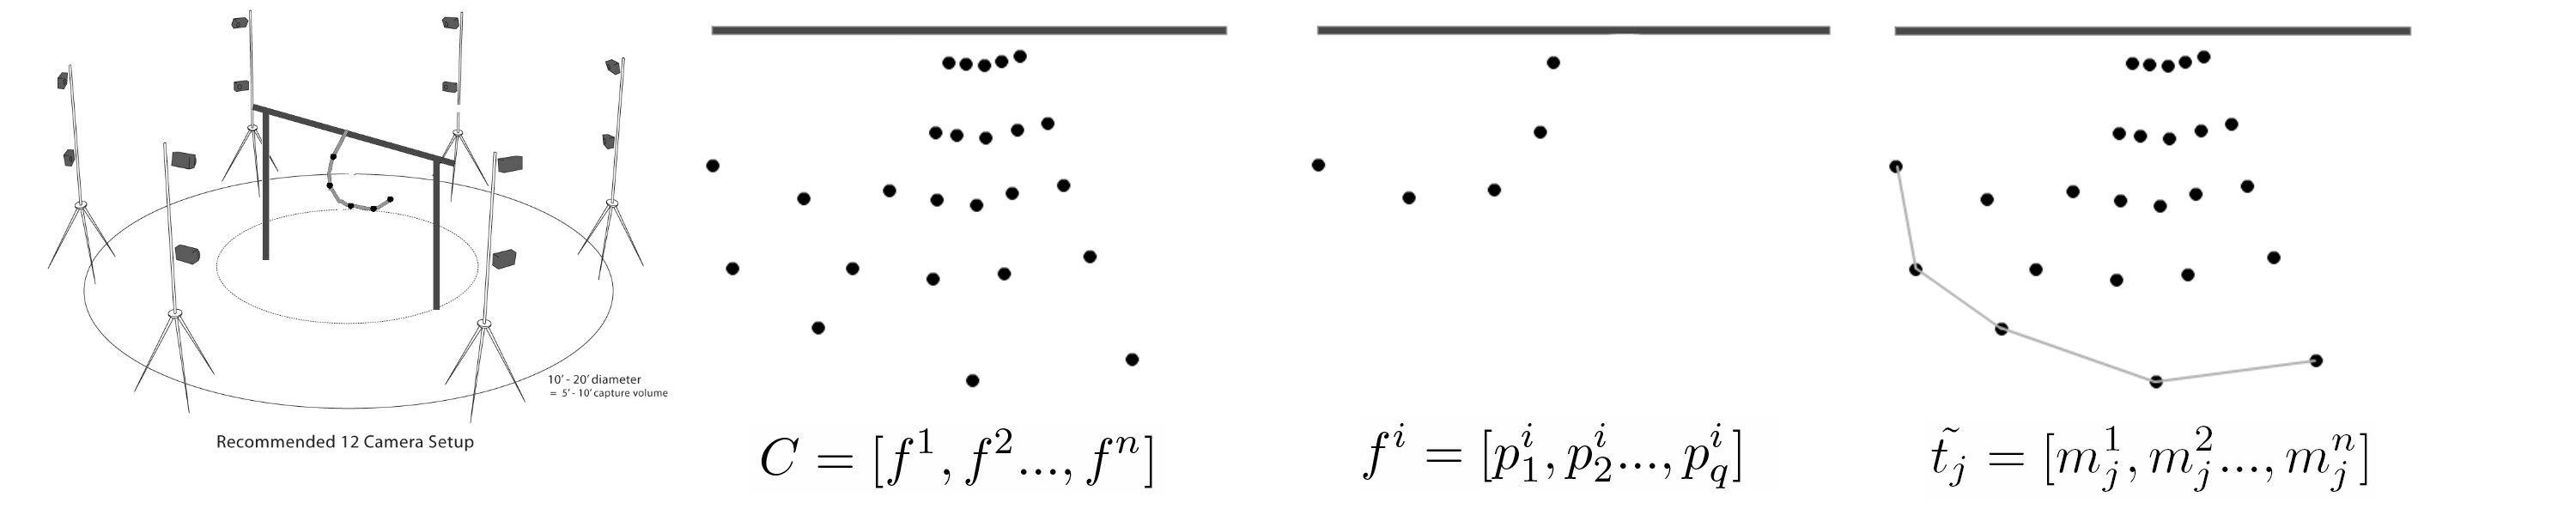 10' - 20' diameter
= 5' - 10' capture volume
Recommended 12 Camera Setup
C = [f^1, f^2..., f^n]
f^i = [p_1^i, p_2^i..., p_q^i]
\tilde{t_j} = [m_j^1, m_j^2..., m_j^n]